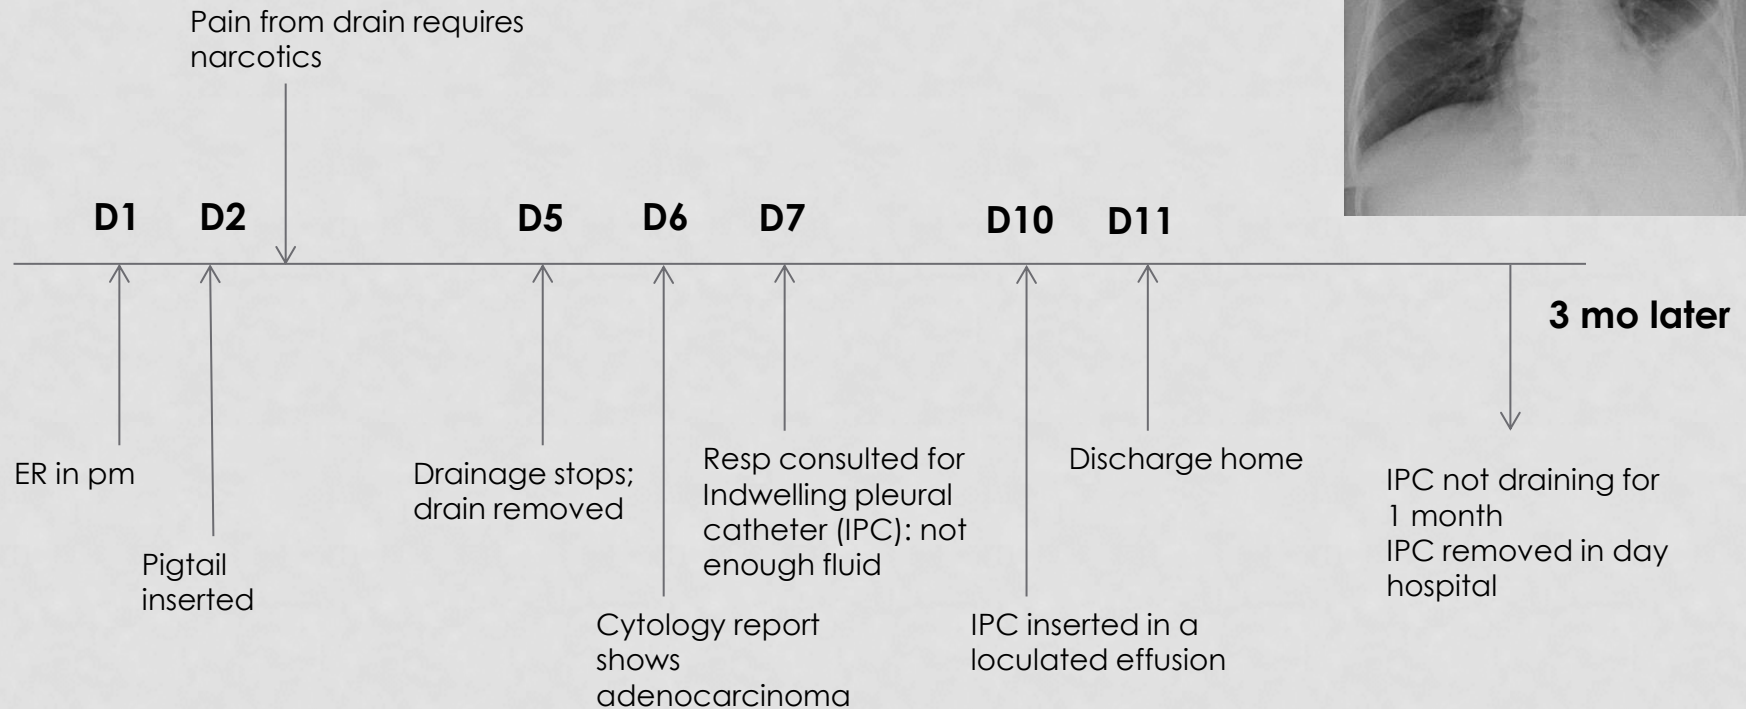 Pain from drain requires
narcotics
D1
D2
D5
D6
D7
D10
D11
3 mo later
ER in pm
Pigtail
inserted
Drainage stops;
drain removed
Cytology report
shows
adenocarcinoma
Resp consulted for
Indwelling pleural
catheter (IPC): not
enough fluid
IPC inserted in a
loculated effusion
Discharge home
IPC not draining for
1 month
IPC removed in day
hospital